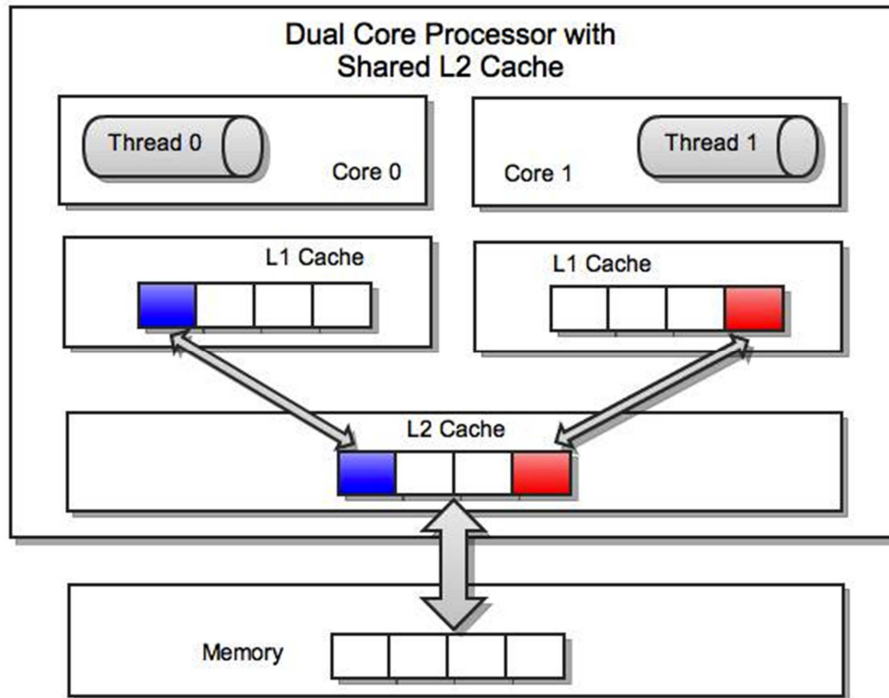 Dual Core Processor with
Shared L2 Cache
Thread 0
Core 0
Thread 1
Core 1
L1 Cache
L1 Cache
L2 Cache
Memory